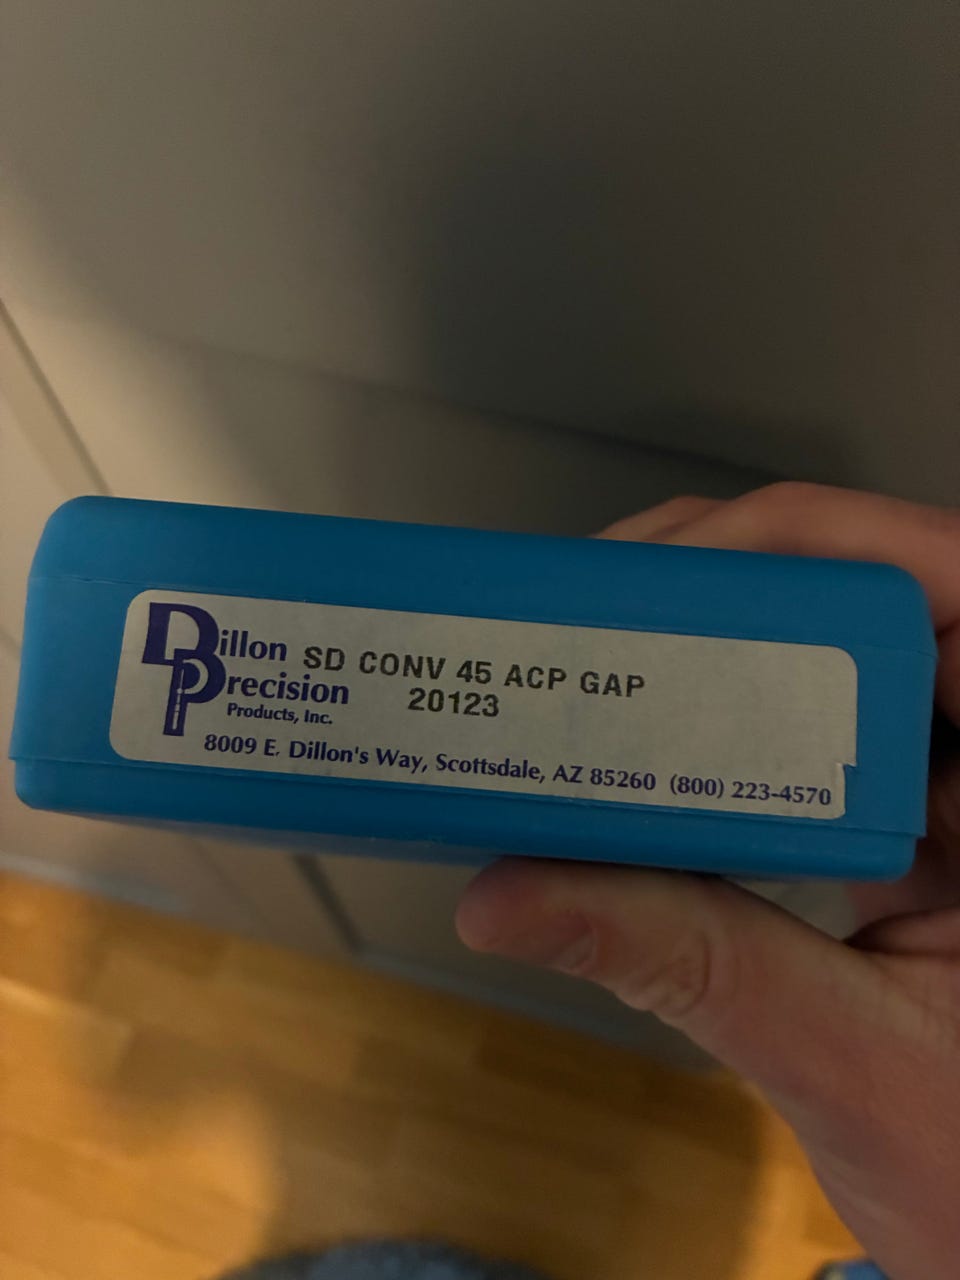 Dillon
Precision
Products, Inc.
SD CONV 45 ACP GAP
20123
8009 E. Dillon's Way, Scottsdale, AZ 85260 (800) 223-4570